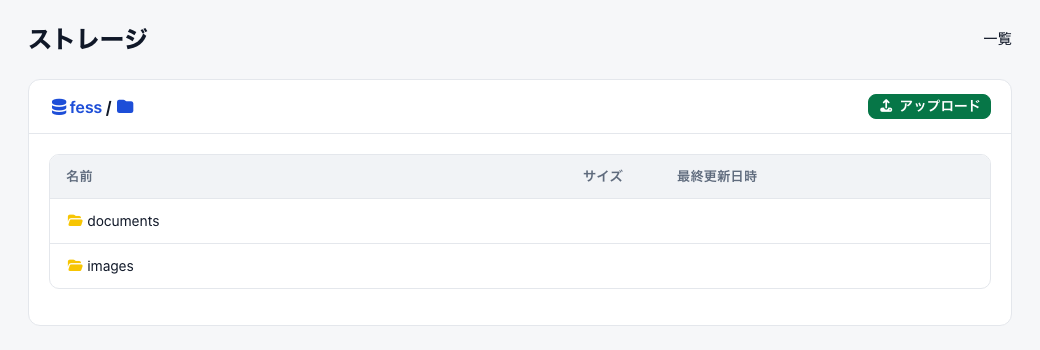 ストレージ
一覧
fess /
アップロード
名前 サイズ 最終更新日時
documents
images